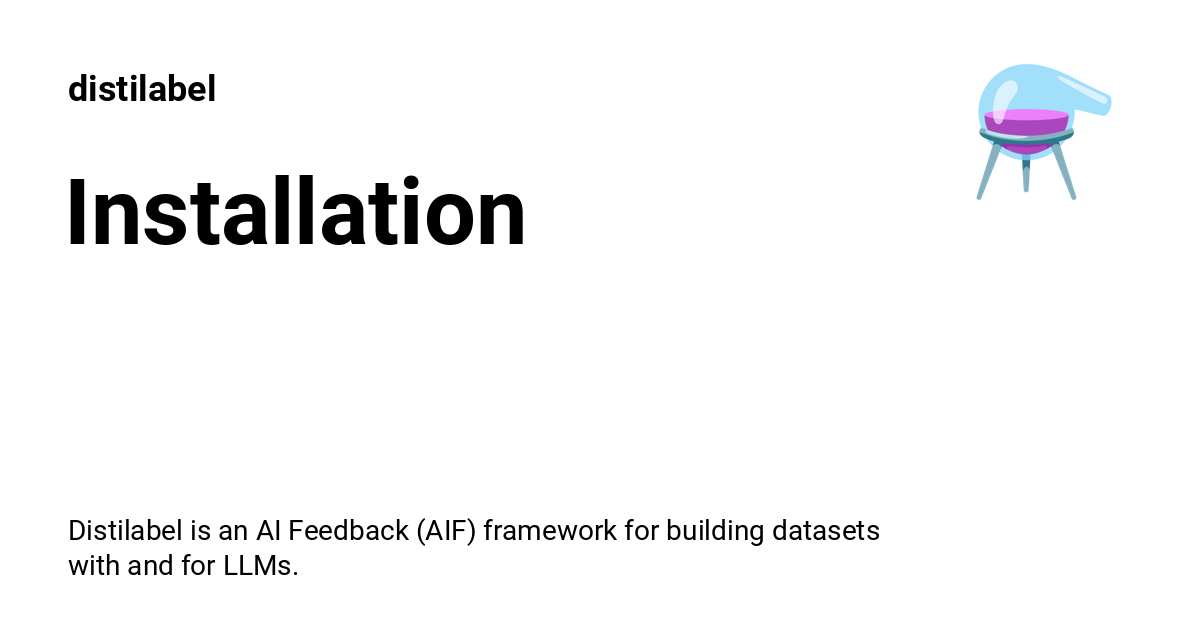 distilabel
Installation
Distilabel is an AI Feedback (AIF) framework for building datasets
with and for LLMs.